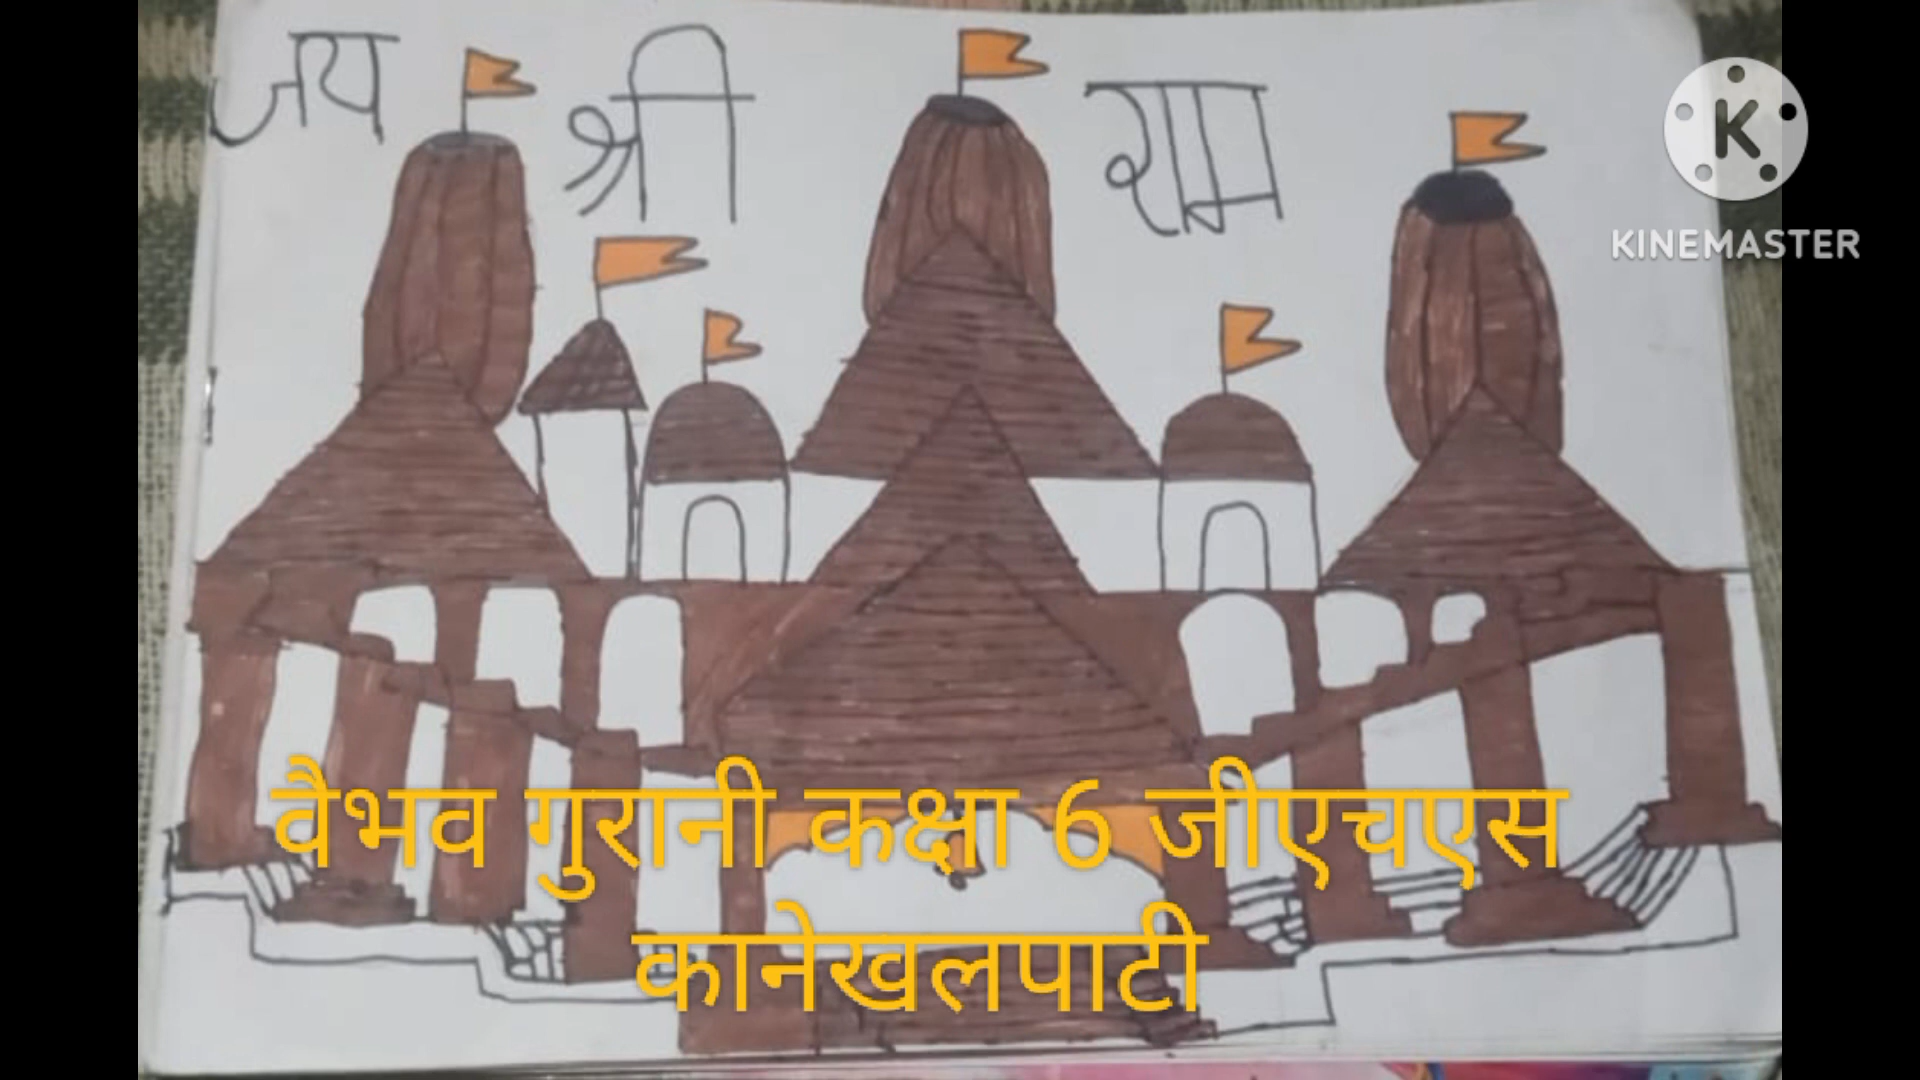 जय श्री राम
KINEMASTER
वैभव गुरानी कक्षा 6 जीएचएस
कानेखलपाटी